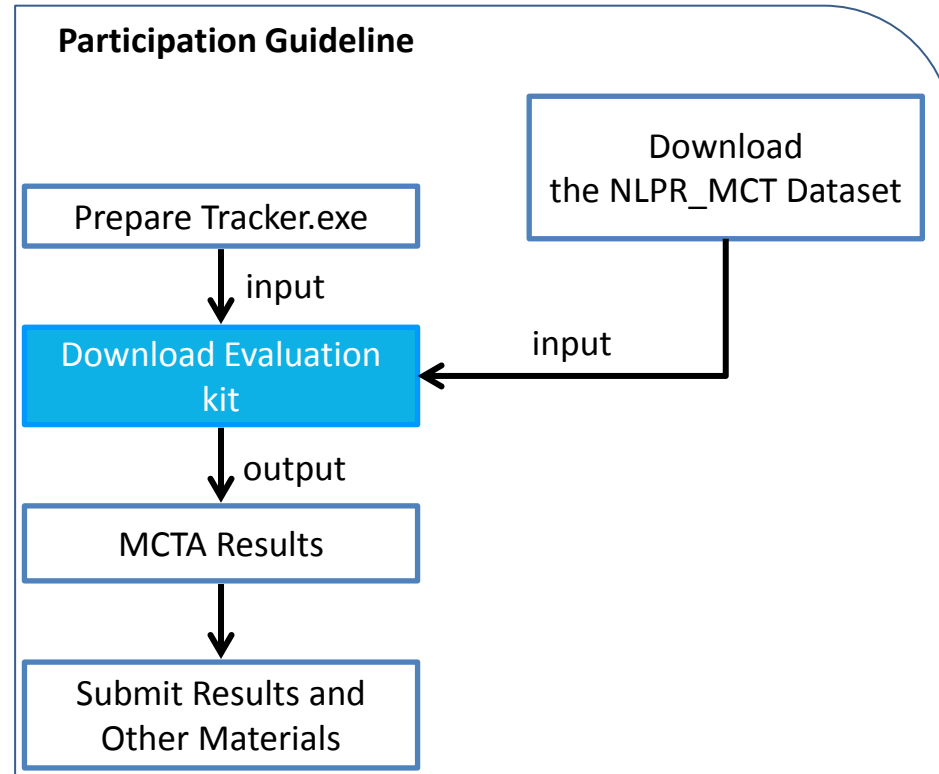 Participation Guideline
Download
the NLPR_MCT Dataset
Prepare Tracker.exe
input
input
Download Evaluation
kit
output
MCTA Results
Submit Results and
Other Materials